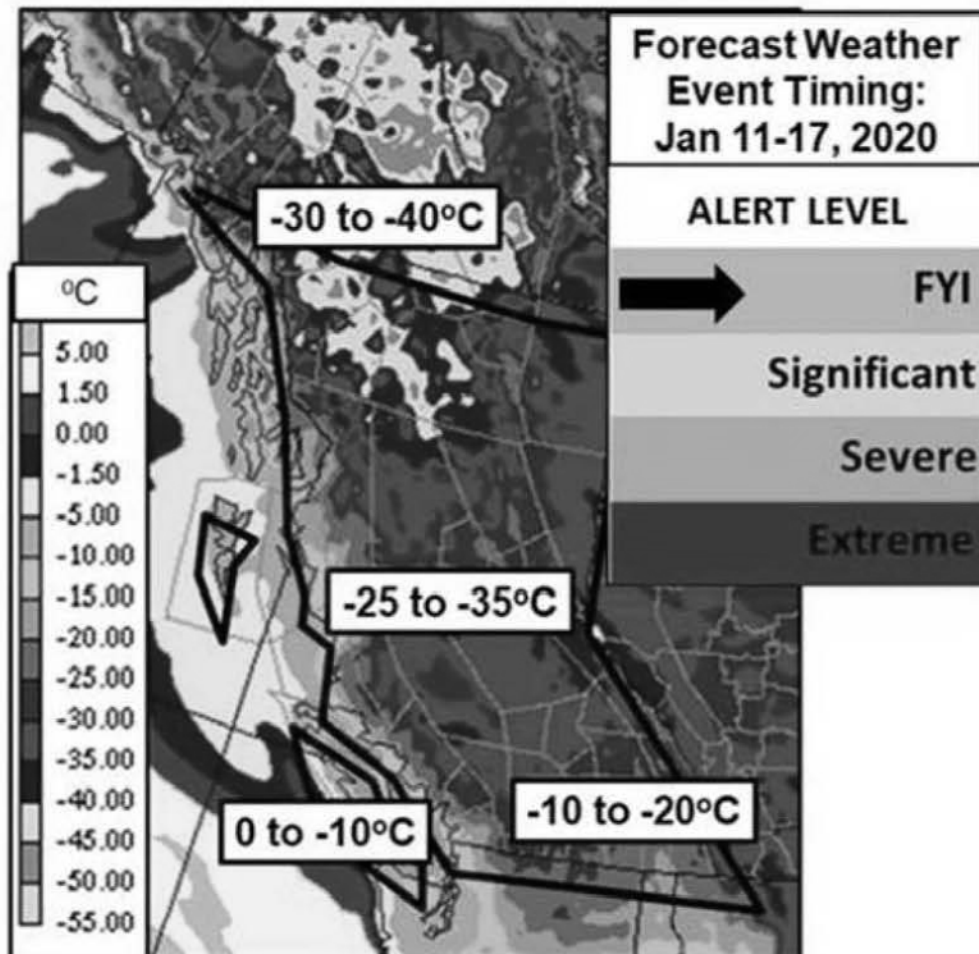 Forecast Weather
Event Timing:
Jan 11-17, 2020
ALERT LEVEL
FYI
Significant
Severe
Extreme
-30 to -40°C
-25 to -35°C
-10 to -20°C
0 to -10°C
°C
5.00
1.50
0.00
-1.50
-5.00
-10.00
-15.00
-20.00
-25.00
-30.00
-35.00
-40.00
-45.00
-50.00
-55.00